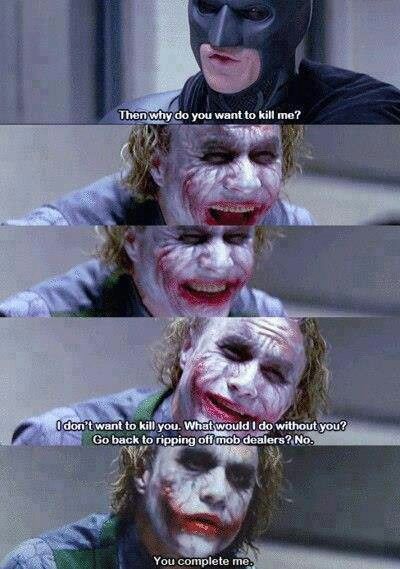 Then why do you want to kill me?
I don't want to kill you. What would I do without you?
Go back to ripping off mob dealers? No.
You complete me.